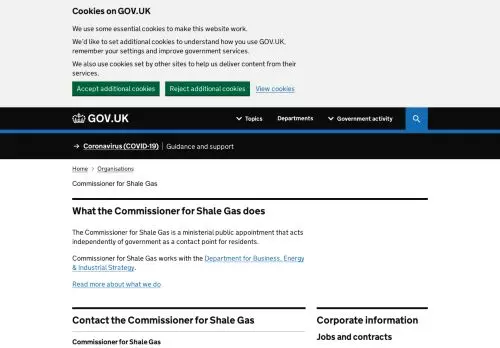 Cookies on GOV.UK
We use some essential cookies to make this website work.
We'd like to set additional cookies to understand how you use GOV.UK,
remember your settings and improve government services.
We also use cookies set by other sites to help us deliver content from their
services.
Accept additional cookies Reject additional cookies View cookies
GOV.UK Topics Departments Government activity
→ Coronavirus (COVID-19) | Guidance and support
Home > Organisations
Commissioner for Shale Gas
What the Commissioner for Shale Gas does
The Commissioner for Shale Gas is a ministerial public appointment that acts
independently of government as a contact point for residents.
Commissioner for Shale Gas works with the Department for Business, Energy
& Industrial Strategy.
Read more about what we do
Contact the Commissioner for Shale Gas
Commissioner for Shale Gas
Corporate information
Jobs and contracts